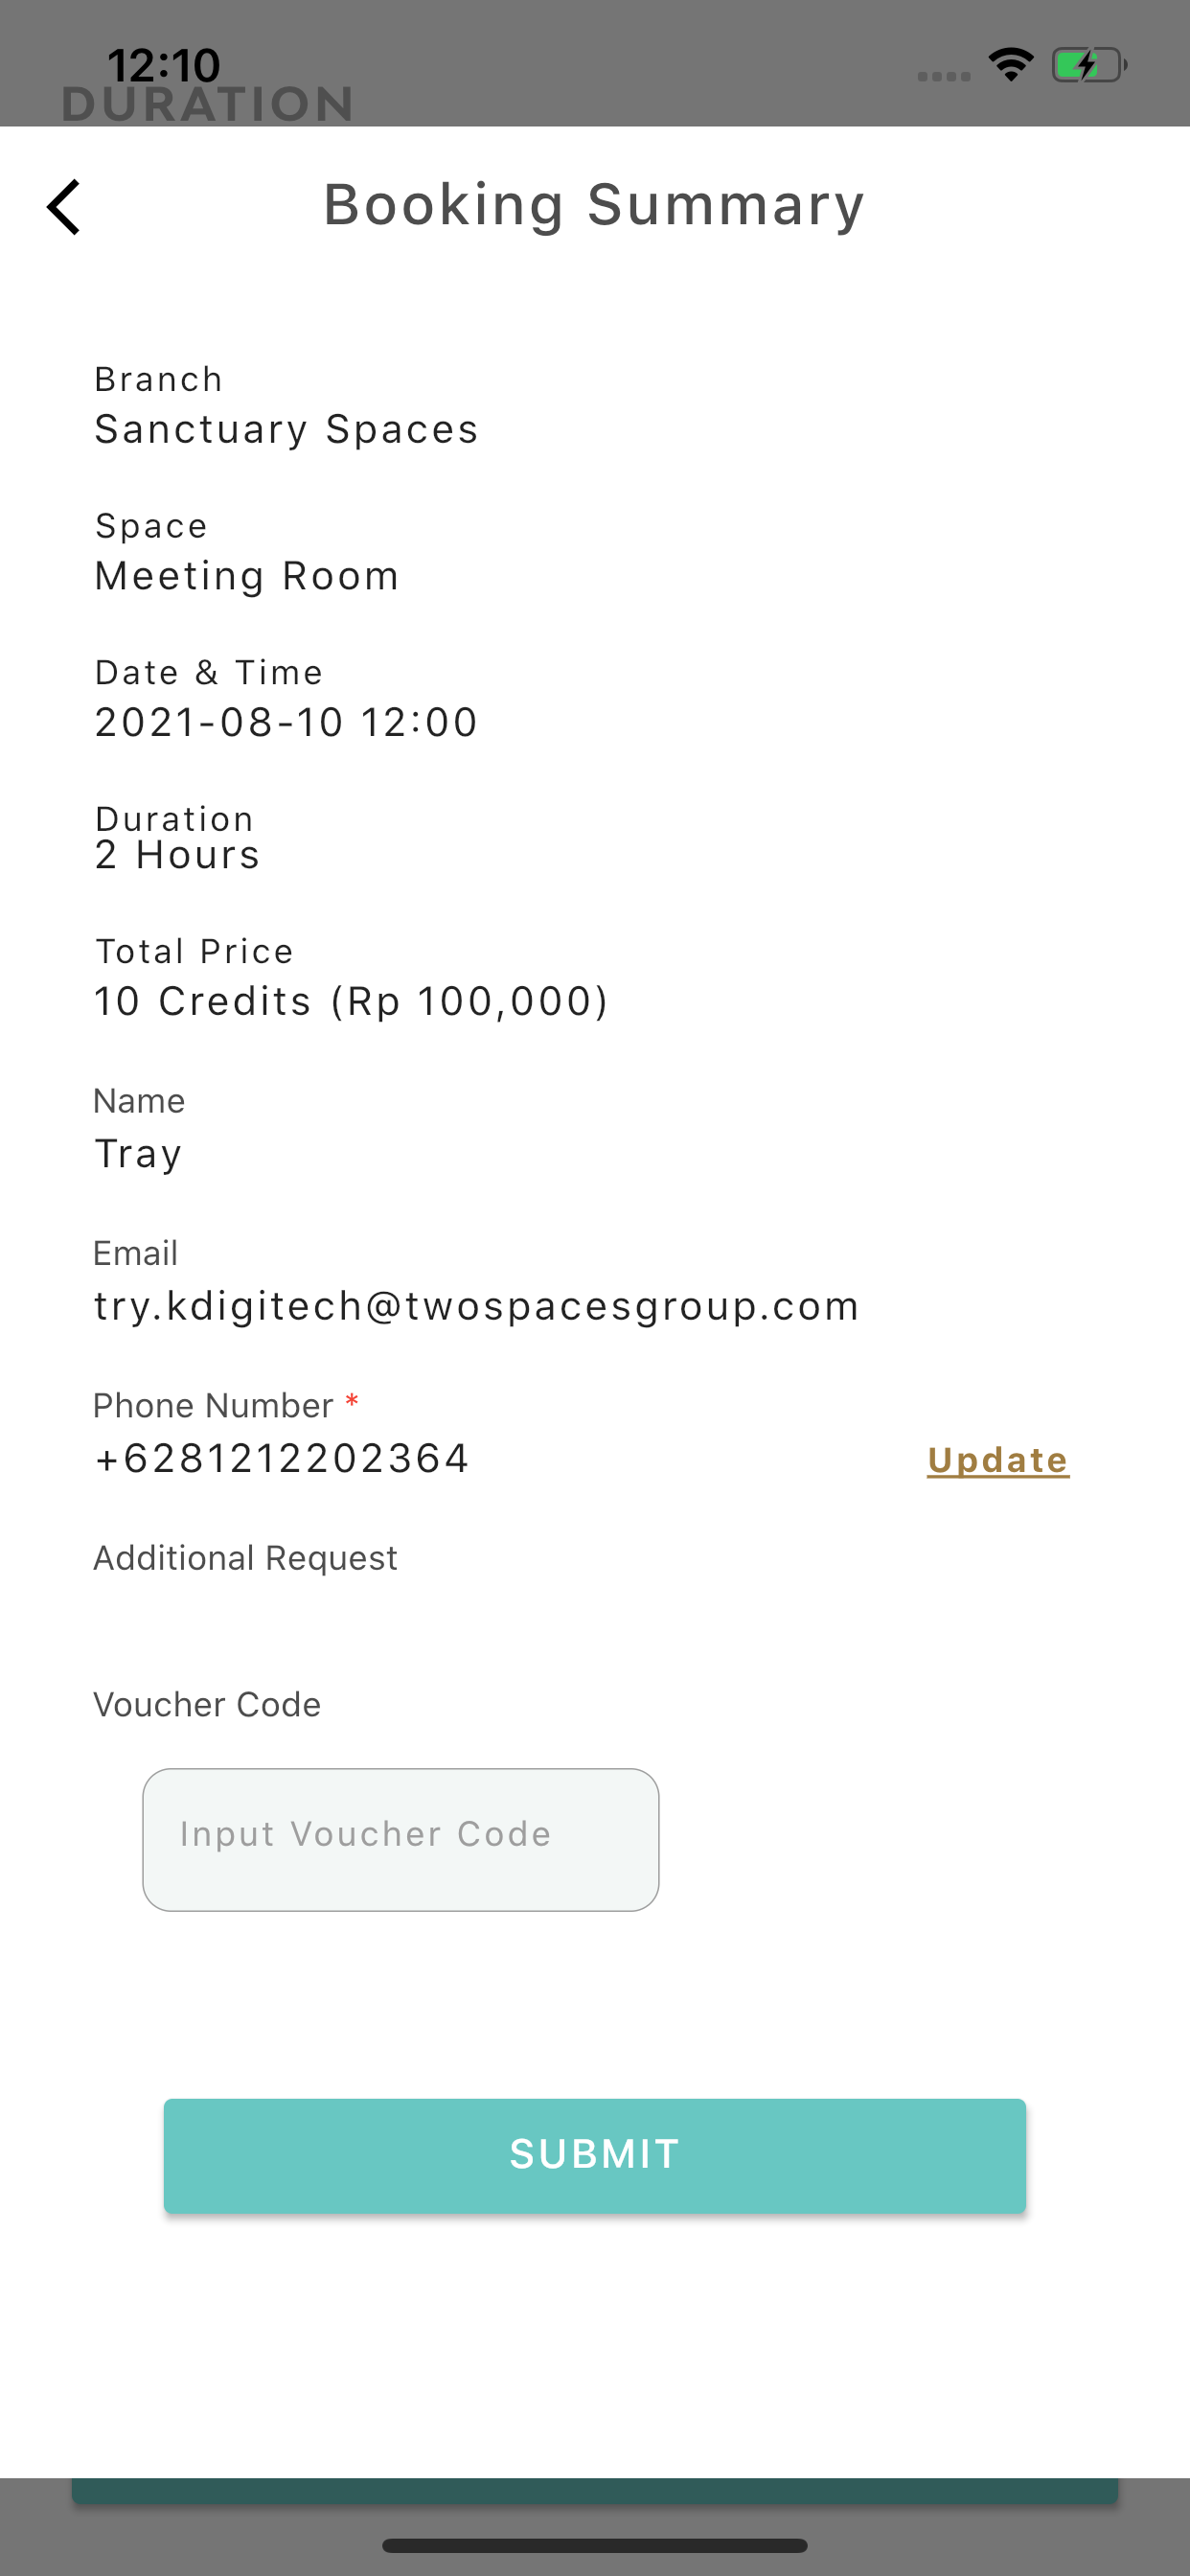 12:10
DURATION
Booking Summary
Branch
Sanctuary Spaces
Space
Meeting Room
Date & Time
2021-08-10 12:00
Duration
2 Hours
Total Price
10 Credits (Rp 100,000)
Name
Tray
Email
try.kdigitech@twospacesgroup.com
Phone Number *
+6281212202364
Update
Additional Request
Voucher Code
Input Voucher Code
SUBMIT